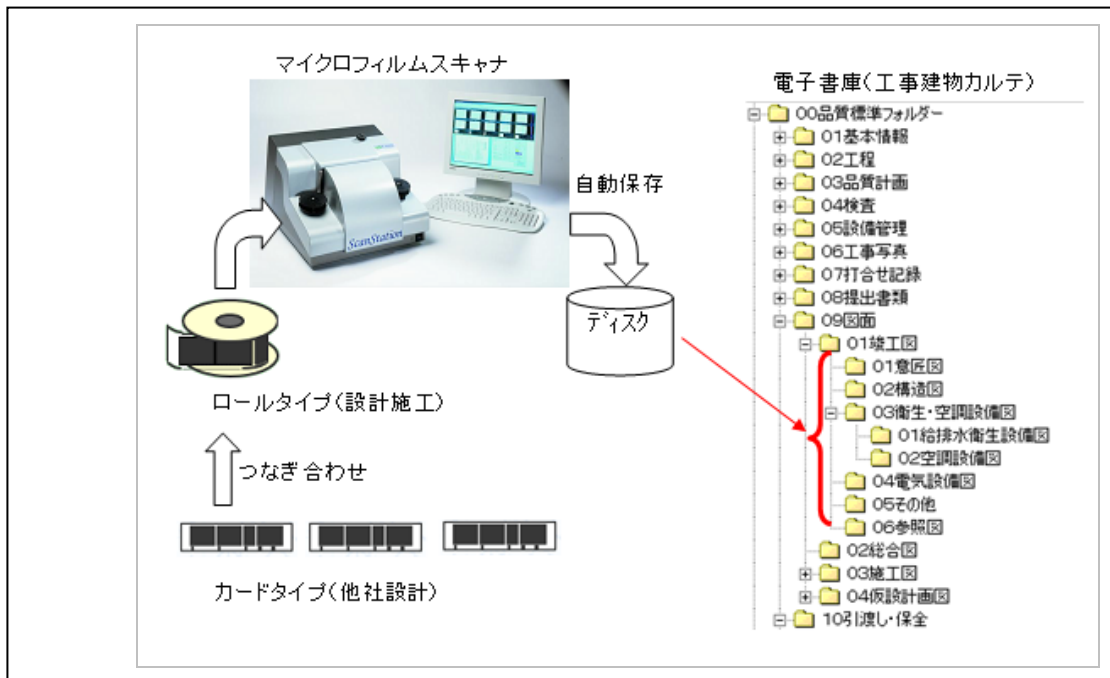 マイクロフィルムスキャナ
ScanStation
自動保存
ディスク
ロールタイプ(設計施工)
つなぎ合わせ
カードタイプ(他社設計)
電子書庫(工事建物カルテ)
00品質標準フォルダー
01基本情報
02工程
03品質計画
04検査
05設備管理
06工事写真
07打合せ記録
08提出書類
09図面
01竣工図
01意匠図
02構造図
03衛生・空調設備図
01給排水衛生設備図
02空調設備図
04電気設備図
05その他
06参照図
02総合図
03施工図
04仮設計画図
10引渡し・保全